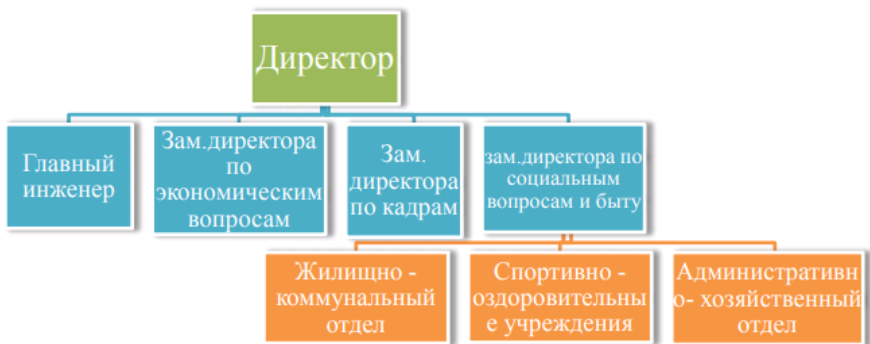 Директор
Главный
инженер
Зам.директора
по
экономическим
вопросам
Зам.
директора
по кадрам
зам.директора по
социальным
вопросам и быту
Жилищно -
коммунальный
отдел
Спортивно -
оздоровительны
е учреждения
Административн
о- хозяйственный
отдел